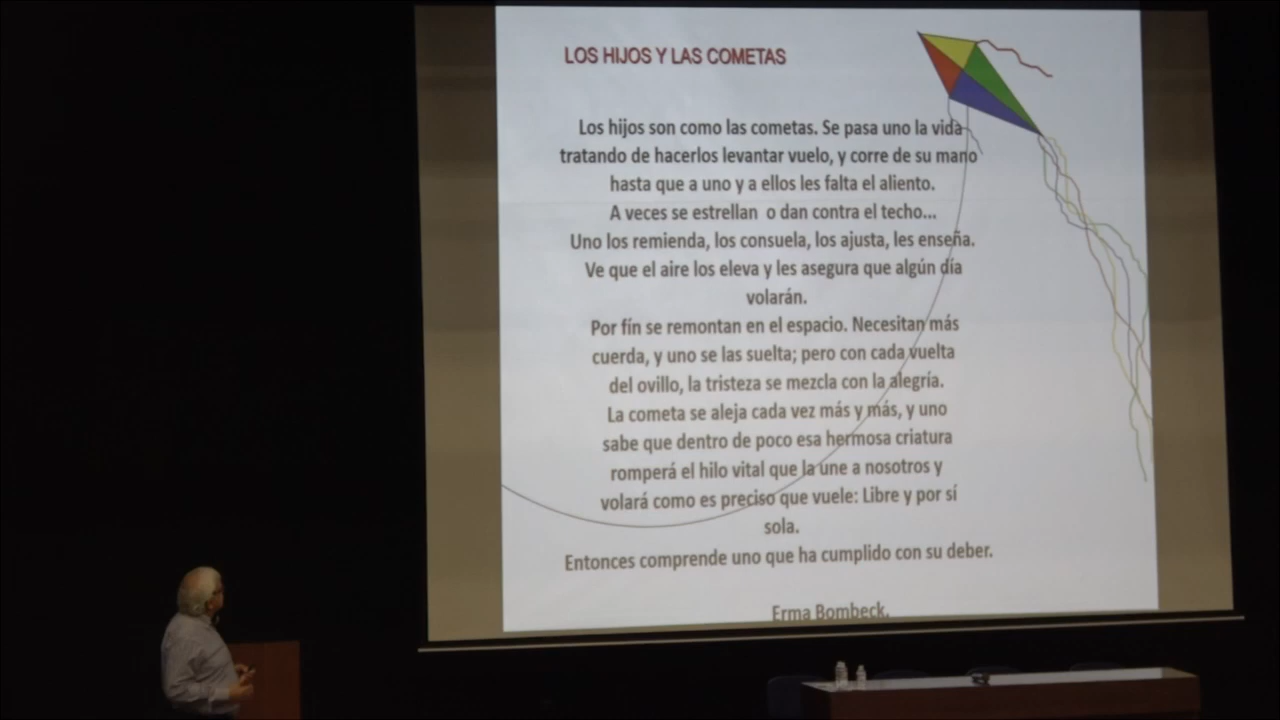 LOS HIJOS Y LAS COMETAS
Los hijos son como las cometas. Se pasa uno la vida
tratando de hacerlos levantar vuelo, y corre de su mano
hasta que a uno y a ellos les falta el aliento.
A veces se estrellan o dan contra el techo...
Uno los remienda, los consuela, los ajusta, les enseña.
Ve que el aire los eleva y les asegura que algún día
volarán.
Por fín se remontan en el espacio. Necesitan más
cuerda, y uno se las suelta; pero con cada vuelta
del ovillo, la tristeza se mezcla con la alegría.
La cometa se aleja cada vez más y más, y uno
sabe que dentro de poco esa hermosa criatura
romperá el hilo vital que la une a nosotros y
volará como es preciso que vuele: Libre y por sí
sola.
Entonces comprende uno que ha cumplido con su deber.
Erma Bombeck.